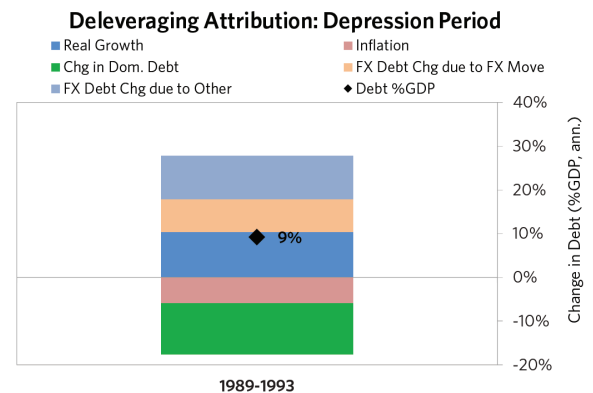 Deleveraging Attribution: Depression Period
Real Growth
Inflation
Chg in Dom. Debt
FX Debt Chg due to FX Move
FX Debt Chg due to Other
Debt %GDP
40%
30%
20%
10%
0%
-10%
-20%
Change in Debt (%GDP, ann.)
9%
1989-1993